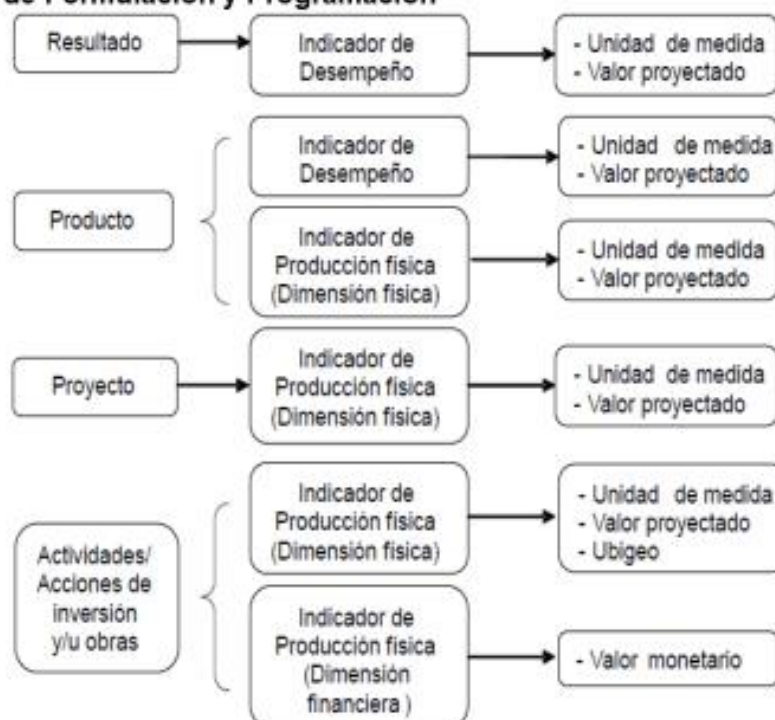 de Formulación y Programación
Resultado
Indicador de
Desempeño
- Unidad de medida
- Valor proyectado
Producto
Indicador de
Desempeño
- Unidad de medida
- Valor proyectado
Indicador de
Producción física
(Dimensión física)
- Unidad de medida
- Valor proyectado
Proyecto
Indicador de
Producción física
(Dimensión física)
- Unidad de medida
- Valor proyectado
Actividades/
Acciones de
inversión
y/u obras
Indicador de
Producción física
(Dimensión física)
- Unidad de medida
- Valor proyectado
- Ubigeo
Indicador de
Producción física
(Dimensión
financiera )
- Valor monetario